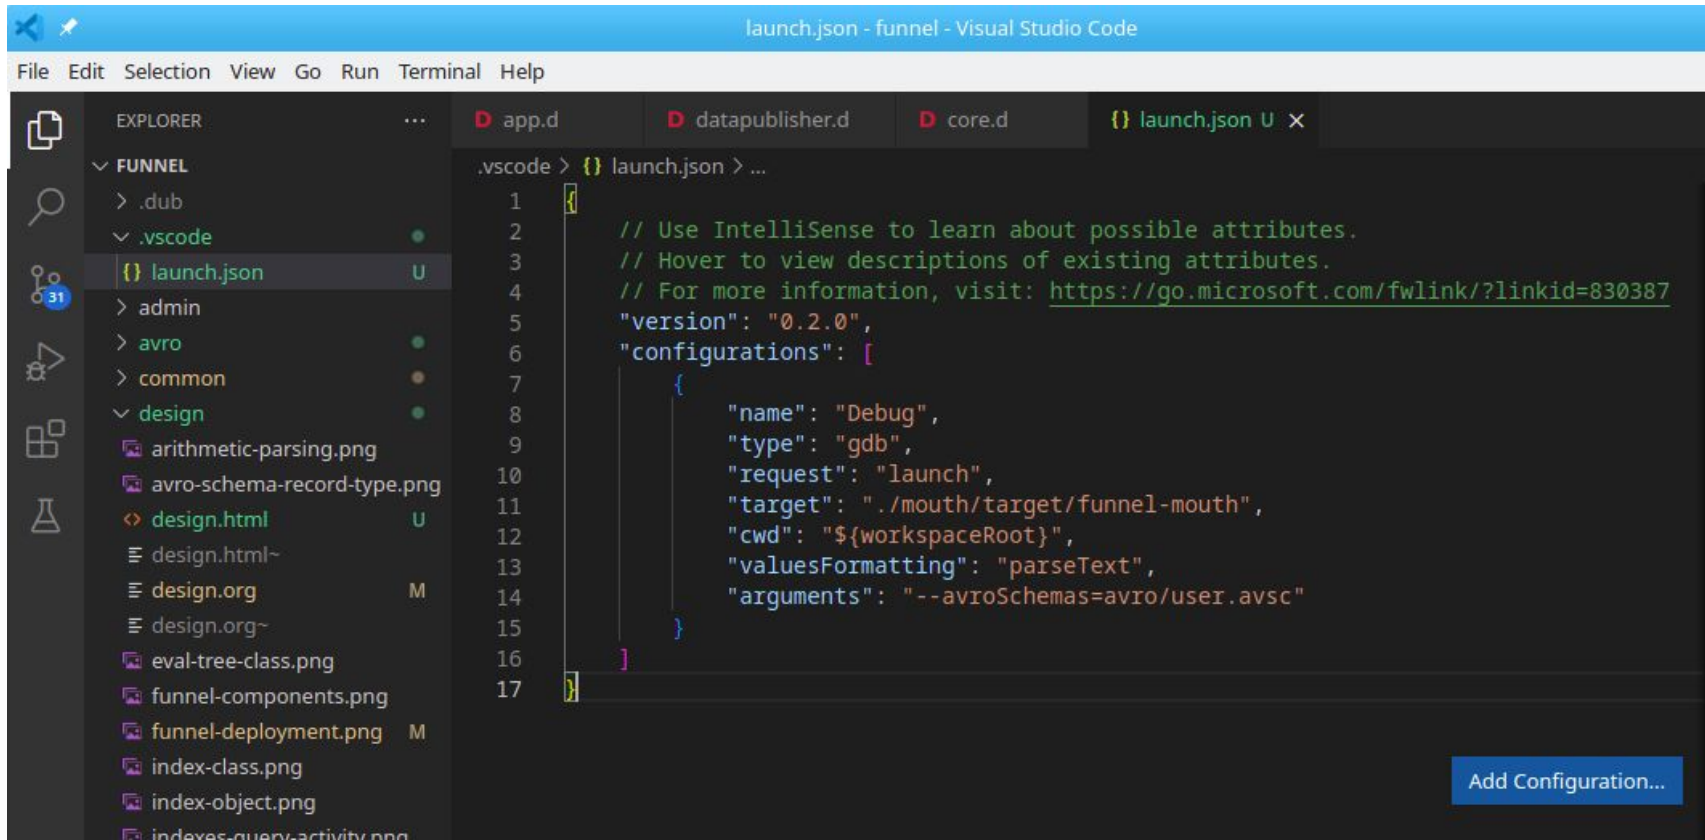 launch.json - funnel - Visual Studio Code
File Edit Selection View Go Run Terminal Help
EXPLORER ...
FUNNEL
> .dub
.vscode
{} launch.json U
31
> admin
> avro
> common
design
arithmetic-parsing.png
avro-schema-record-type.png
<> design.html U
design.html~
design.org M
design.org~
eval-tree-class.png
funnel-components.png
funnel-deployment.png M
index-class.png
index-object.png
indexes-query-activity.png
D app.d D datapublisher.d D core.d {} launch.json U ×
.vscode > {} launch.json > ...
1 {
2 // Use IntelliSense to learn about possible attributes.
3 // Hover to view descriptions of existing attributes.
4 // For more information, visit: https://go.microsoft.com/fwlink/?linkid=830387
5 "version": "0.2.0",
6 "configurations": [
7 {
8 "name": "Debug",
9 "type": "gdb",
10 "request": "launch",
11 "target": "./mouth/target/funnel-mouth",
12 "cwd": "${workspaceRoot}",
13 "valuesFormatting": "parseText",
14 "arguments": "--avroSchemas=avro/user.avsc"
15 }
16 ]
17 }
Add Configuration...